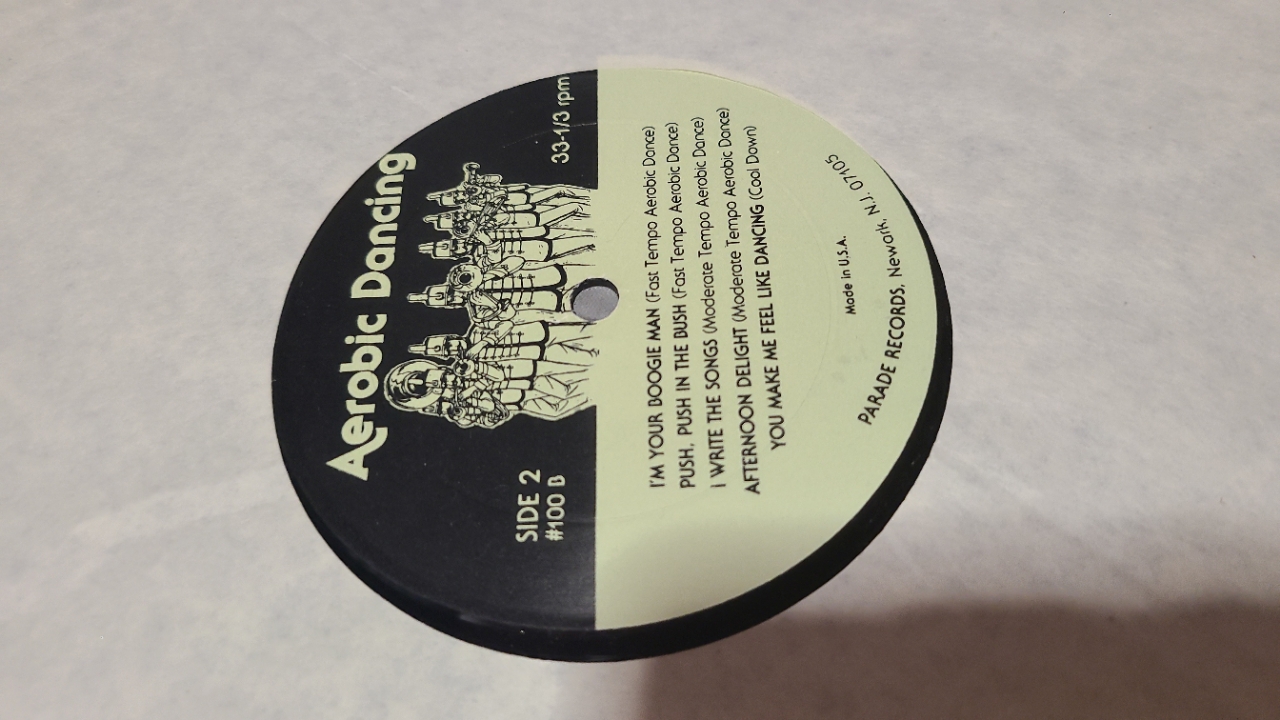 Aerobic Dancing
SIDE 2
#100 B
33-1/3 rpm
I'M YOUR BOOGIE MAN (Fast Tempo Aerobic Dance)
PUSH, PUSH IN THE BUSH (Fast Tempo Aerobic Dance)
I WRITE THE SONGS (Moderate Tempo Aerobic Dance)
AFTERNOON DELIGHT (Moderate Tempo Aerobic Dance)
YOU MAKE ME FEEL LIKE DANCING (Cool Down)
Made in U.S.A.
PARADE RECORDS, Newark, N.J. 07105